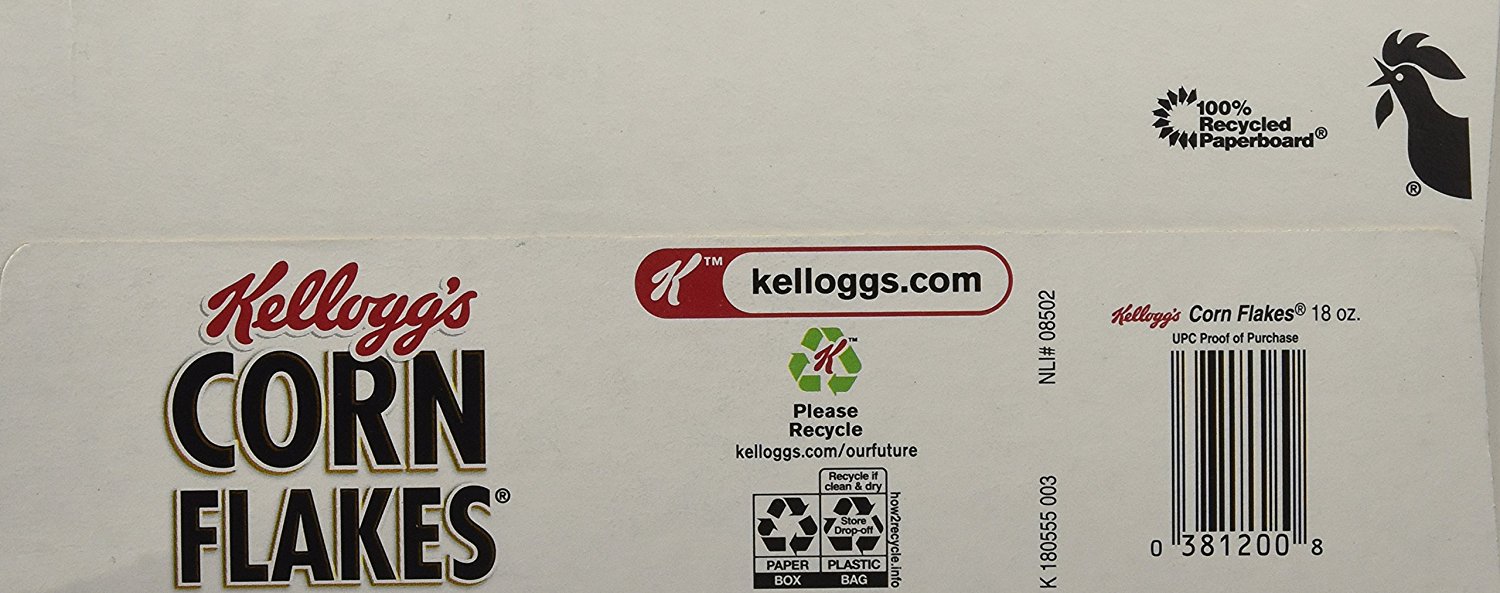 100%
Recycled
Paperboard®
®
Kellogg's
CORN
FLAKES®
K™ kelloggs.com
K™
Please
Recycle
kelloggs.com/ourfuture
Recycle if
clean & dry
Store
Drop-off
PAPER PLASTIC
BOX BAG
how2recycle.info
NLI# 08502
K 180555 003
Kellogg's Corn Flakes® 18 oz.
UPC Proof of Purchase
0 381200 8